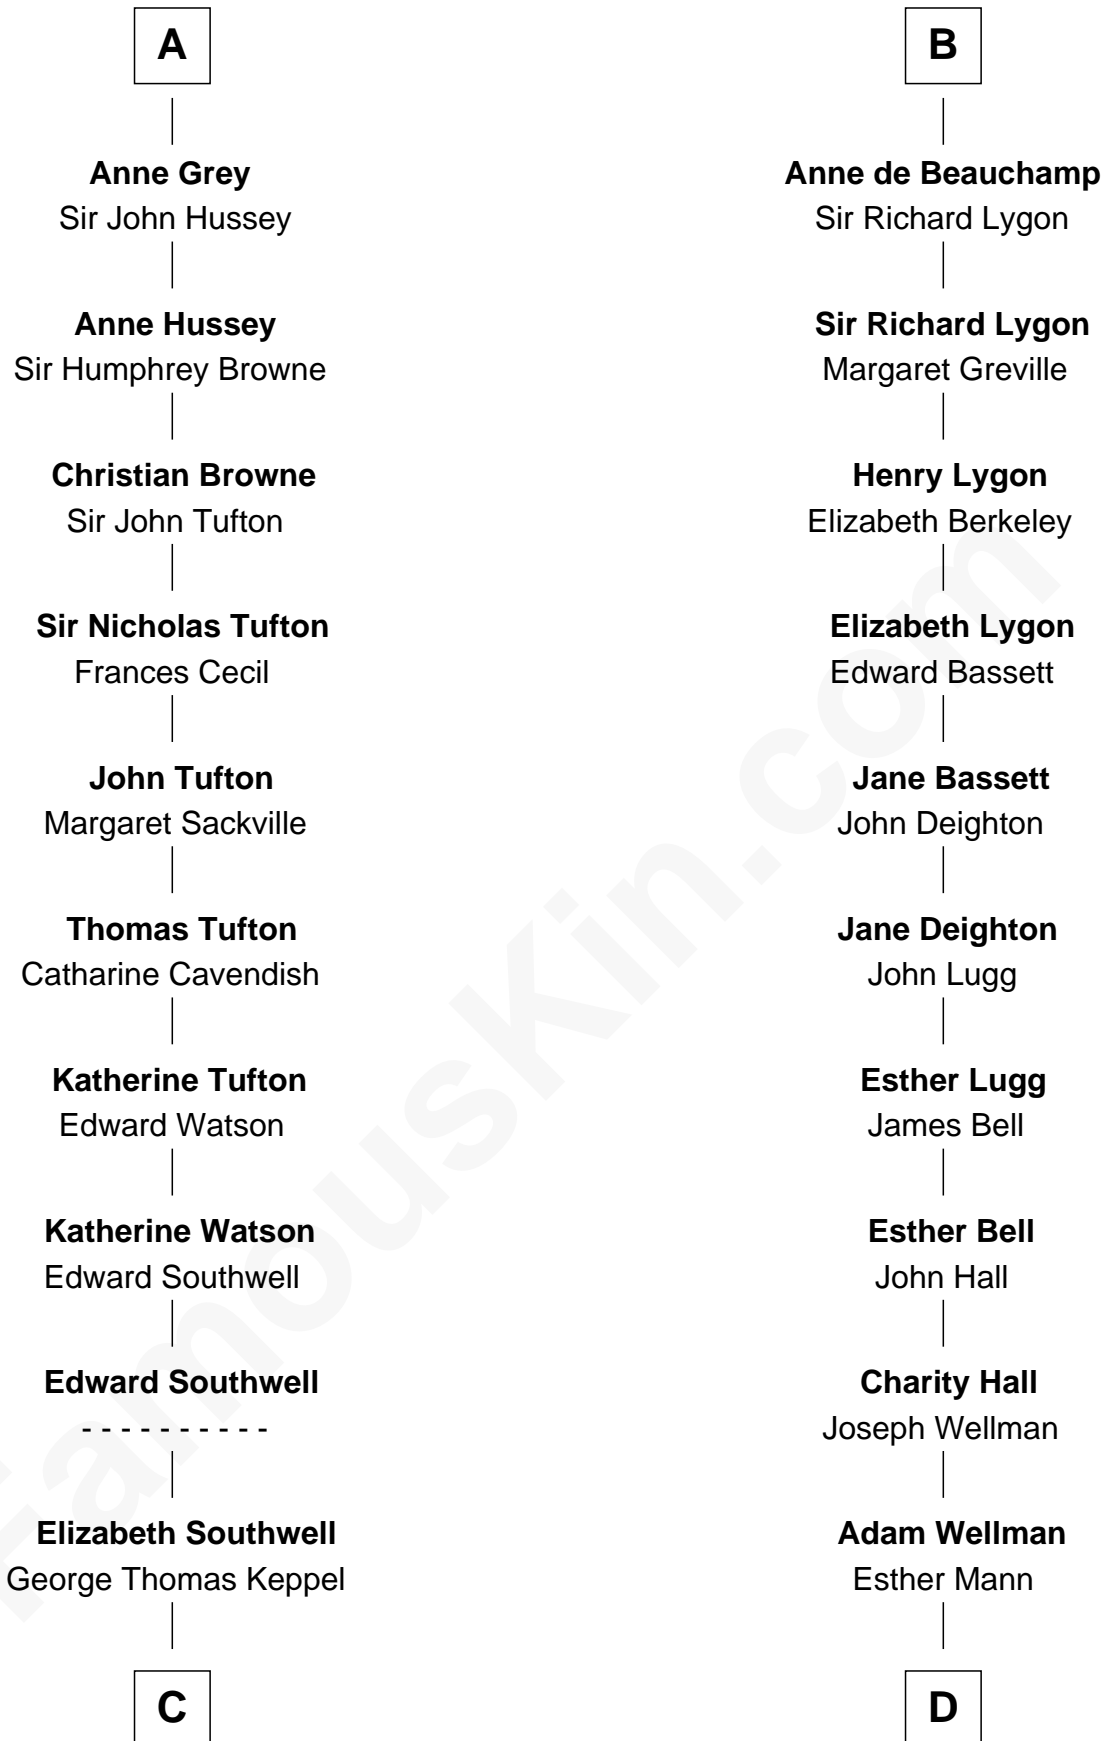 A
Anne Grey
Sir John Hussey
Anne Hussey
Sir Humphrey Browne
Christian Browne
Sir John Tufton
Sir Nicholas Tufton
Frances Cecil
John Tufton
Margaret Sackville
Thomas Tufton
Catharine Cavendish
Katherine Tufton
Edward Watson
Katherine Watson
Edward Southwell
Edward Southwell
- - - - - - - - - -
Elizabeth Southwell
George Thomas Keppel
C
B
Anne de Beauchamp
Sir Richard Lygon
Sir Richard Lygon
Margaret Greville
Henry Lygon
Elizabeth Berkeley
Elizabeth Lygon
Edward Bassett
Jane Bassett
John Deighton
Jane Deighton
John Lugg
Esther Lugg
James Bell
Esther Bell
John Hall
Charity Hall
Joseph Wellman
Adam Wellman
Esther Mann
D
FamousKin.com